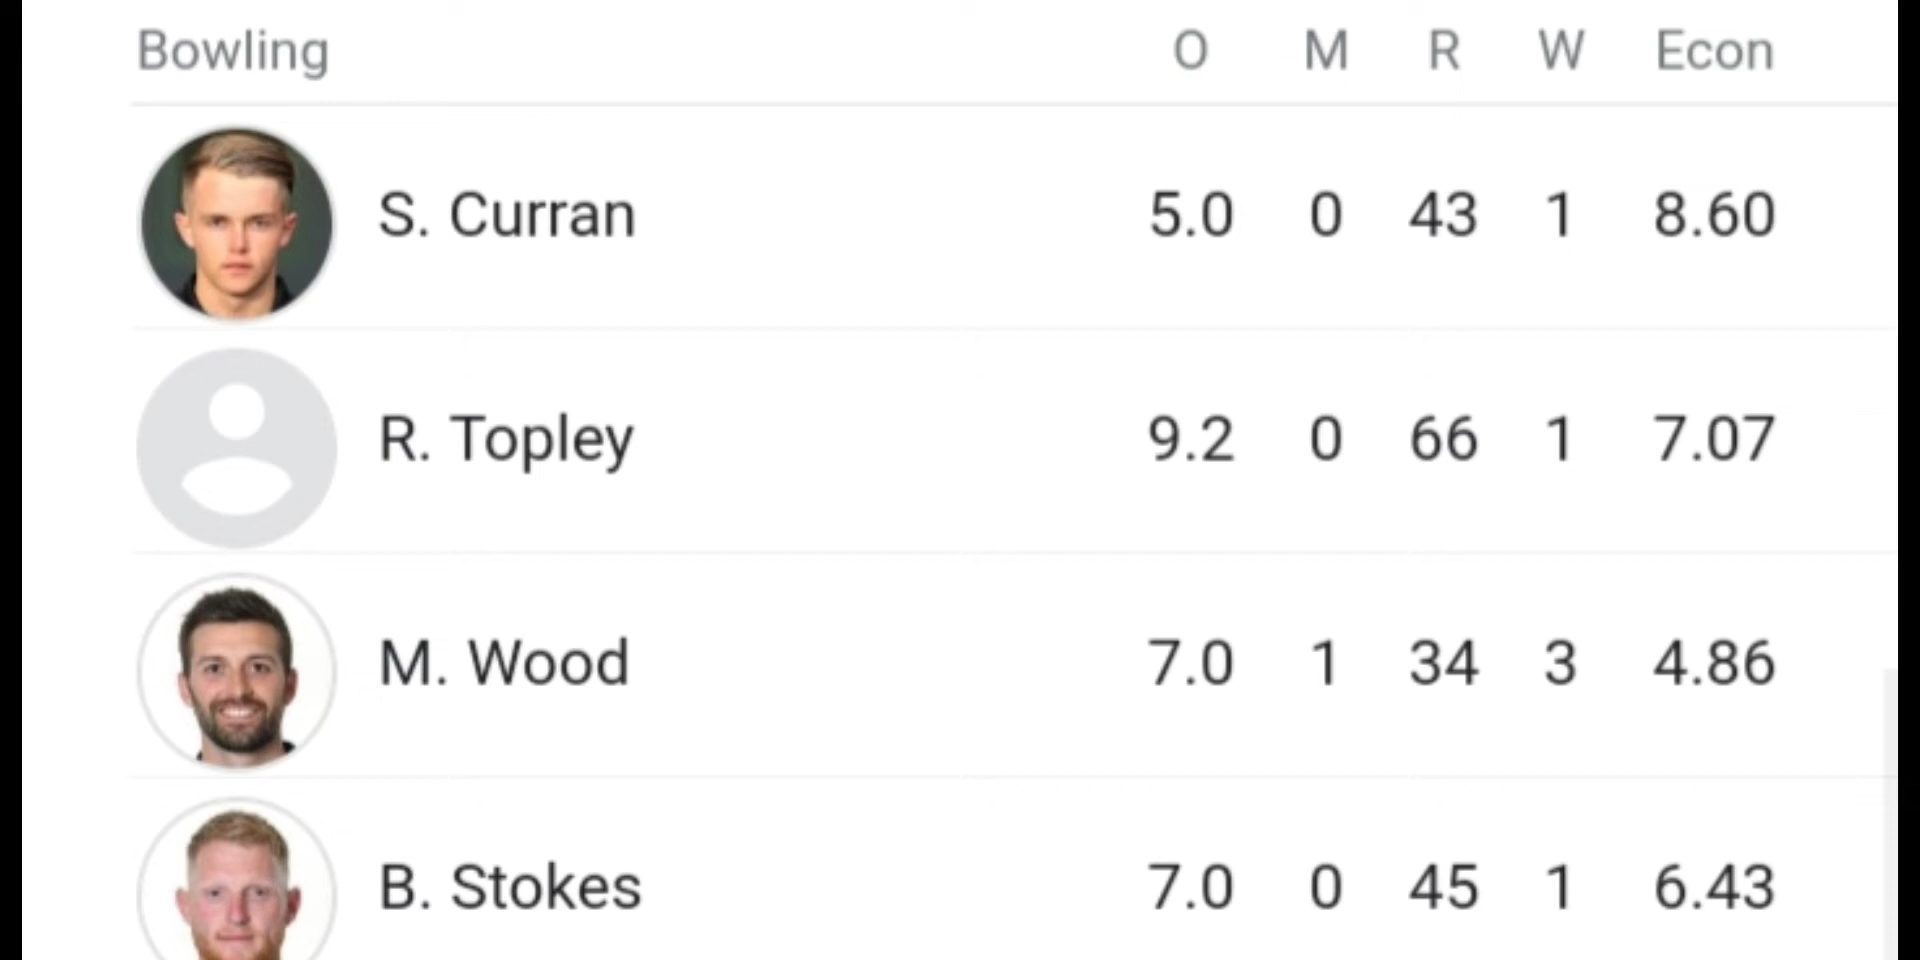 Bowling O M R W Econ
S. Curran 5.0 0 43 1 8.60
R. Topley 9.2 0 66 1 7.07
M. Wood 7.0 1 34 3 4.86
B. Stokes 7.0 0 45 1 6.43